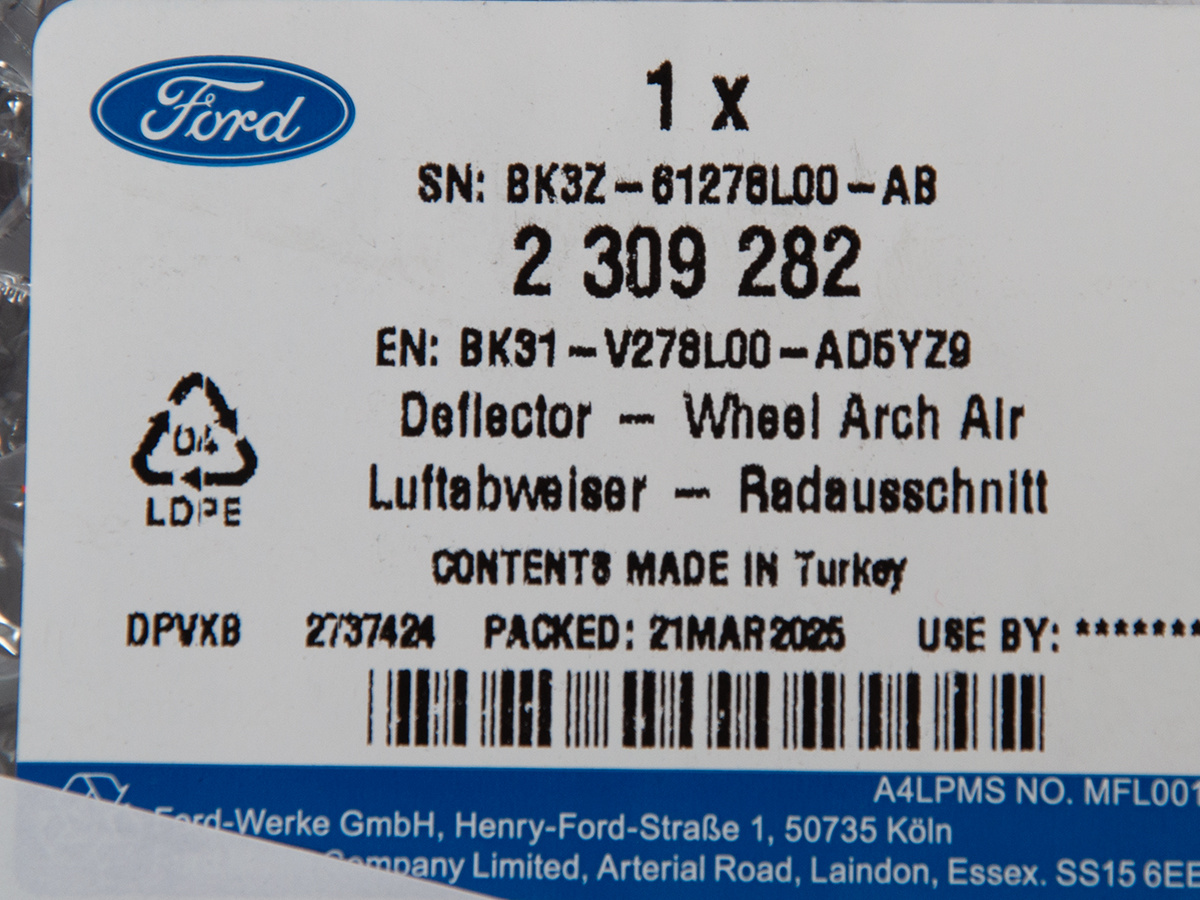 Ford
1 x
SN: BK3Z-61278L00-AB
2 309 282
EN: BK31-V278L00-AD5YZ9
Deflector - Wheel Arch Air
Luftabweiser - Radausschnitt
04
LDPE
CONTENTS MADE IN Turkey
DPVXB 2737424 PACKED: 21MAR2025 USE BY: *******
A4LPMS NO. MFL001
Ford-Werke GmbH, Henry-Ford-Straße 1, 50735 Köln
Company Limited, Arterial Road, Laindon, Essex. SS15 6EE